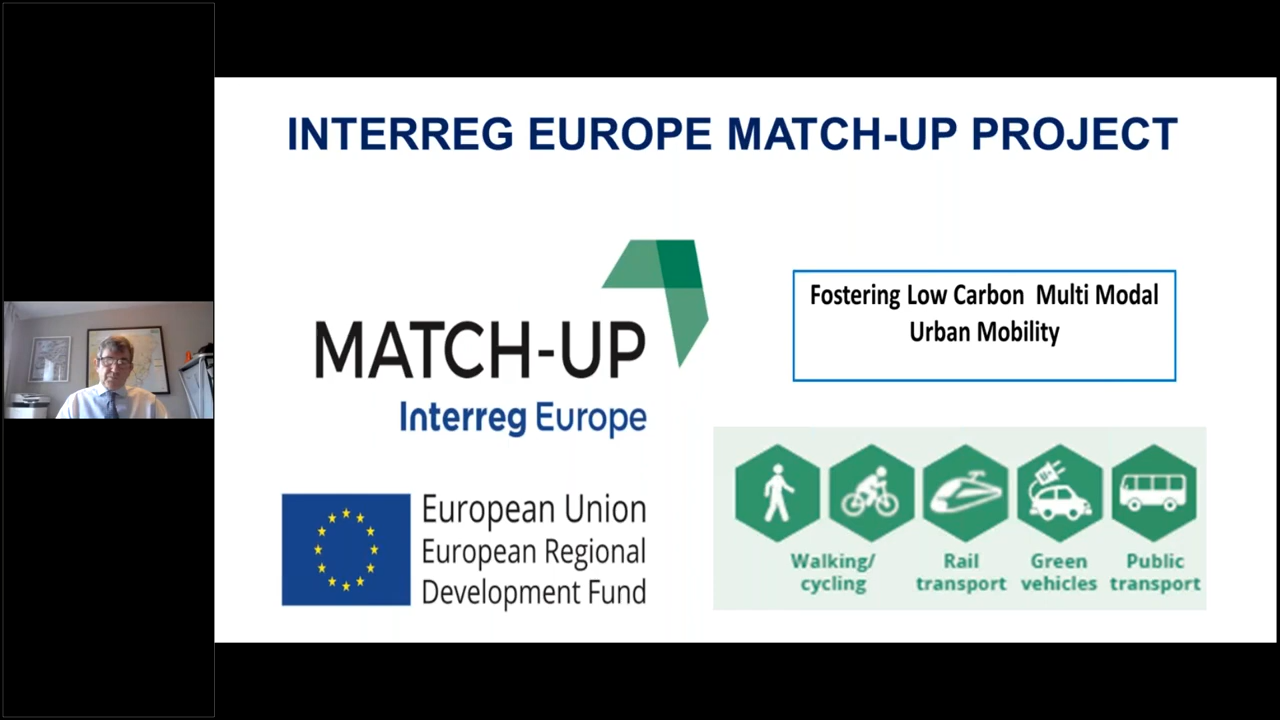 INTERREG EUROPE MATCH-UP PROJECT
MATCH-UP
Interreg Europe
Fostering Low Carbon Multi Modal
Urban Mobility
European Union
European Regional
Development Fund
Walking/
cycling
Rail
transport
Green
vehicles
Public
transport